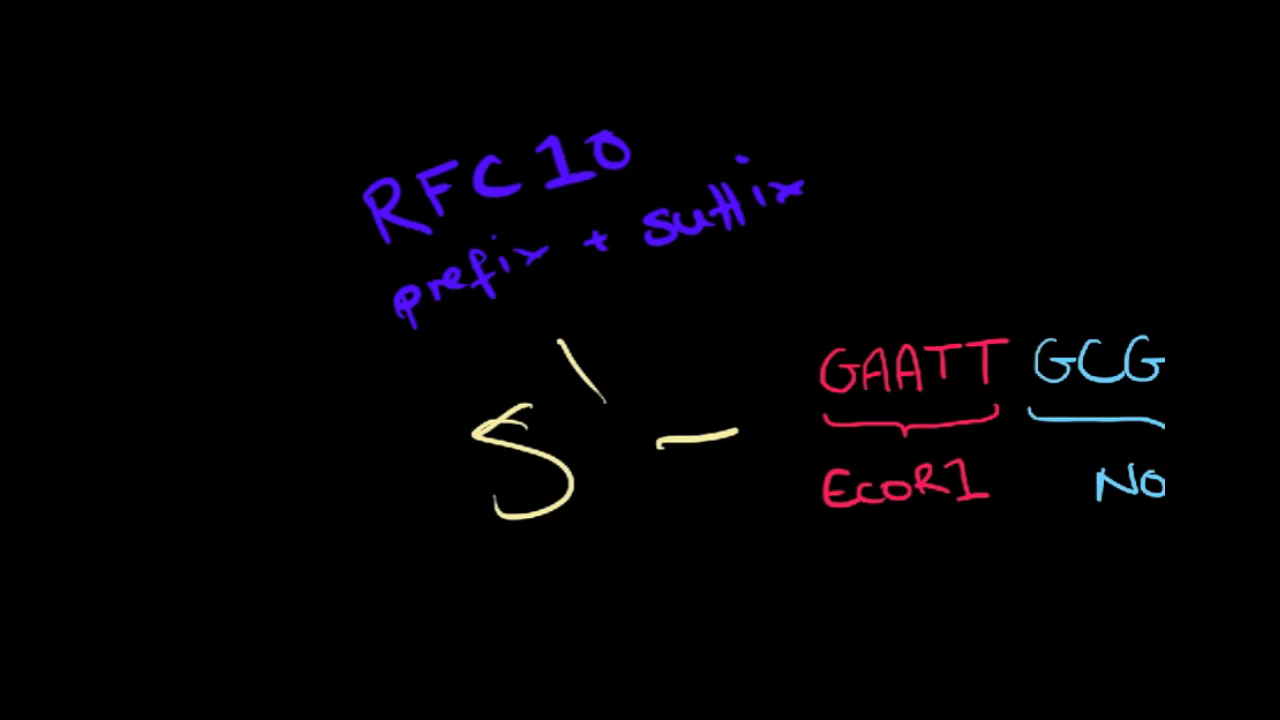 RFC10
prefix + suffix
5' - GAATT GCG
EcoR1 NO